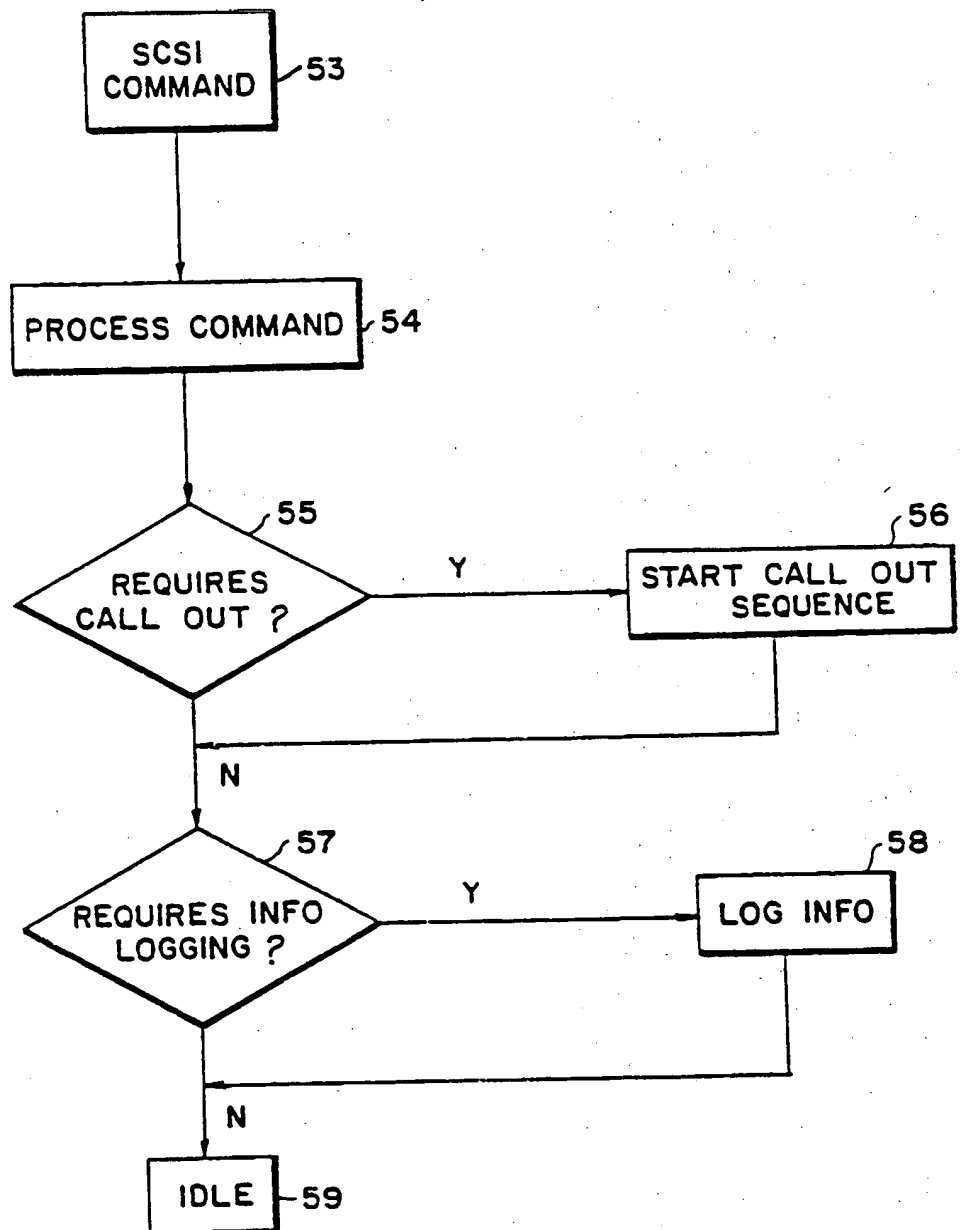 SCSI
COMMAND
53
PROCESS COMMAND
54
55
REQUIRES
CALL OUT ?
Y
56
START CALL OUT
SEQUENCE
N
57
REQUIRES INFO
LOGGING ?
Y
58
LOG INFO
N
IDLE
59